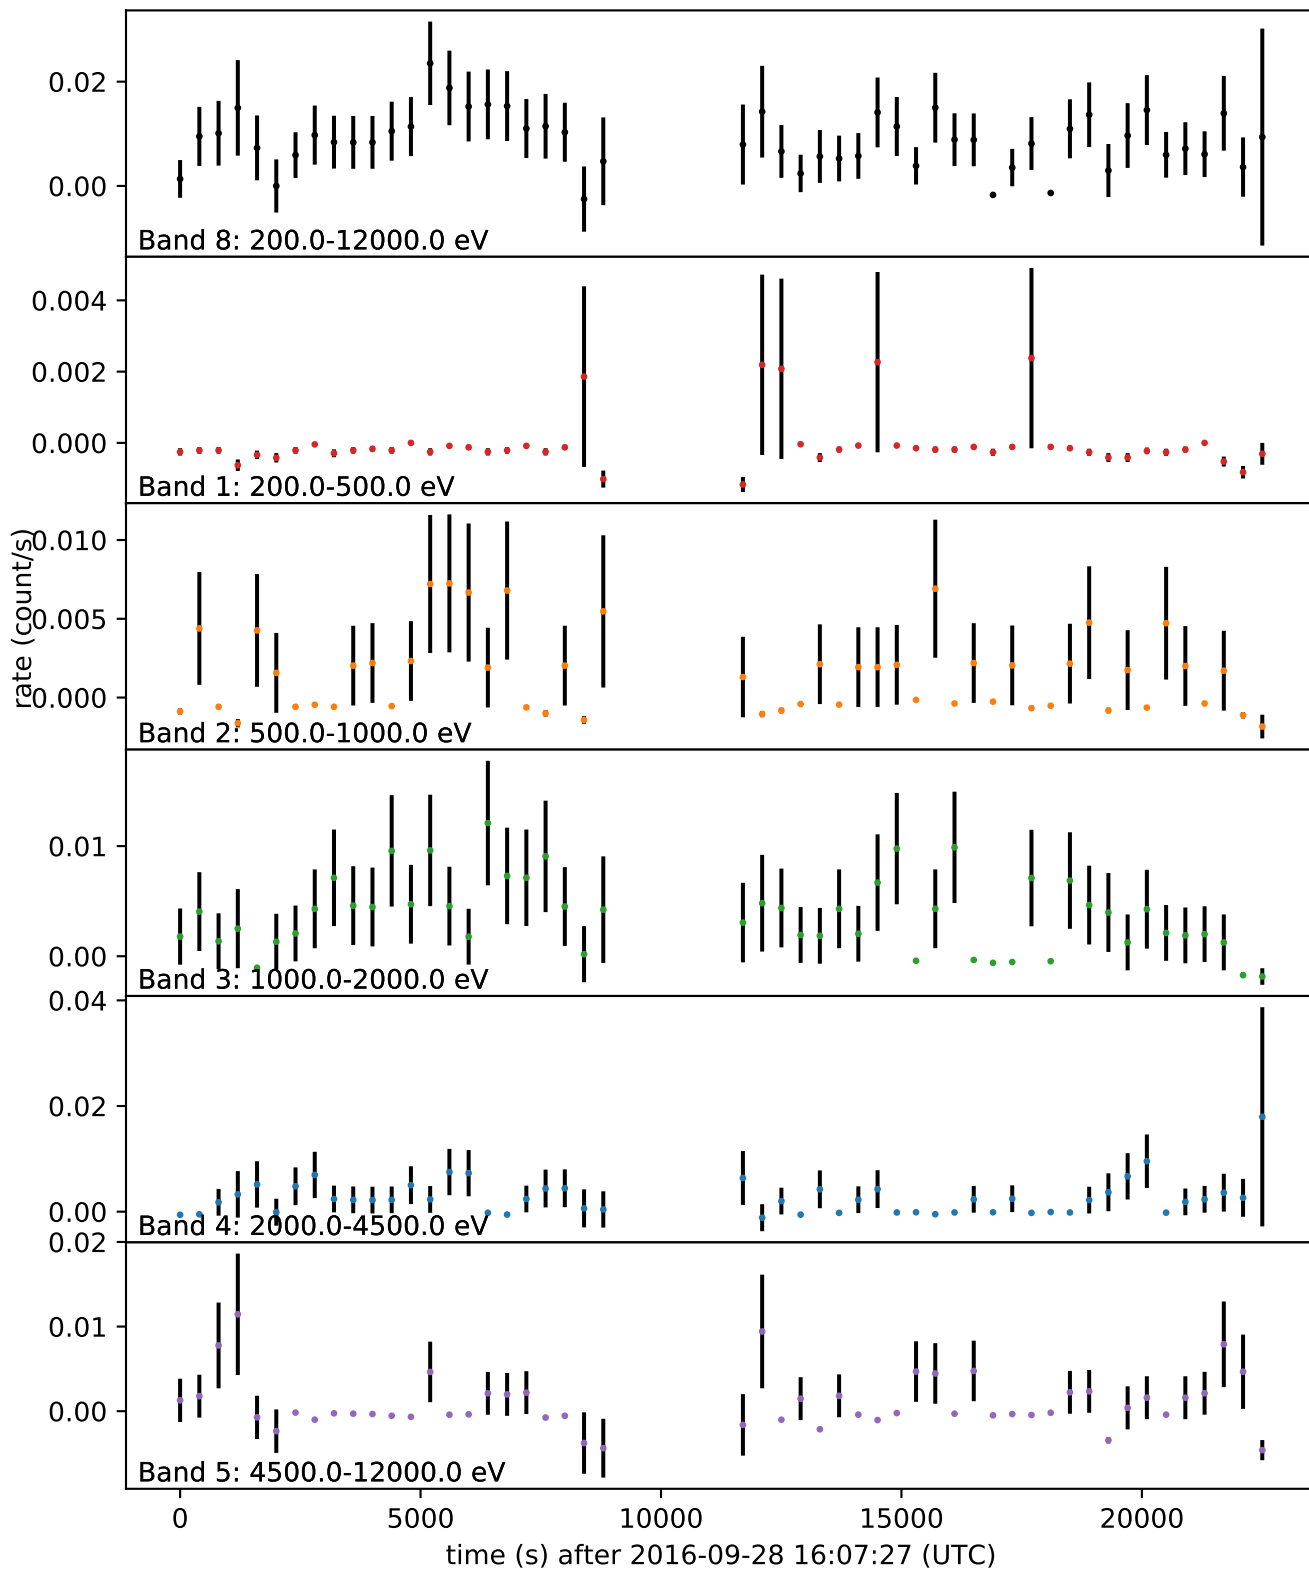 0.02
0.00
Band 8: 200.0-12000.0 eV
0.004
0.002
0.000
Band 1: 200.0-500.0 eV
rate (count/s)
0.010
0.005
0.000
Band 2: 500.0-1000.0 eV
0.01
0.00
Band 3: 1000.0-2000.0 eV
0.04
0.02
0.00
Band 4: 2000.0-4500.0 eV
0.02
0.01
0.00
Band 5: 4500.0-12000.0 eV
0 5000 10000 15000 20000
time (s) after 2016-09-28 16:07:27 (UTC)